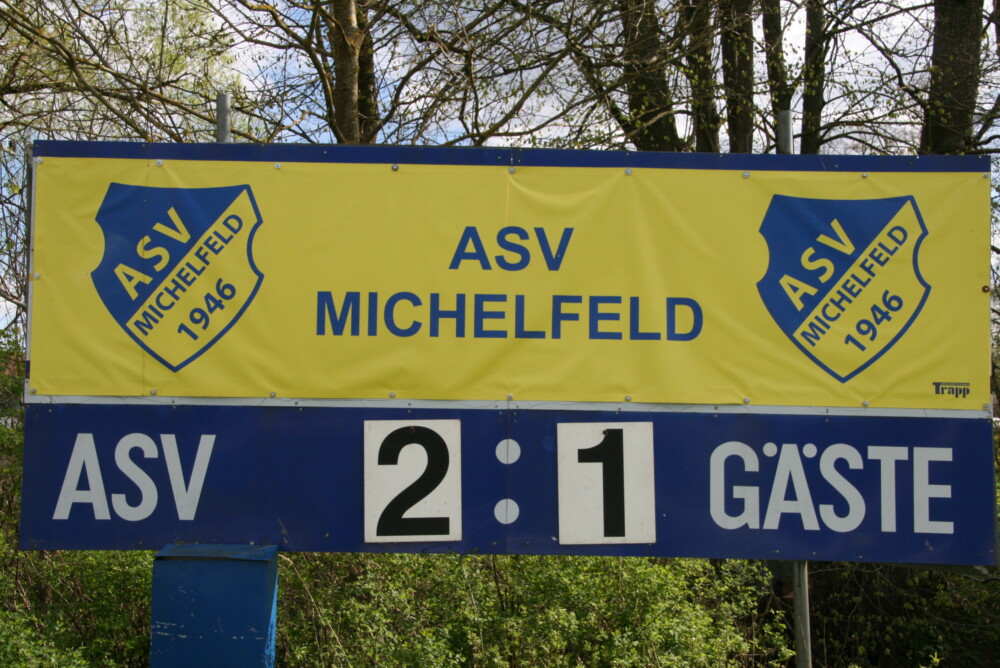 ASV
MICHELFELD
1946
ASV
MICHELFELD
ASV
MICHELFELD
1946
Trapp
ASV 2:1 GÄSTE